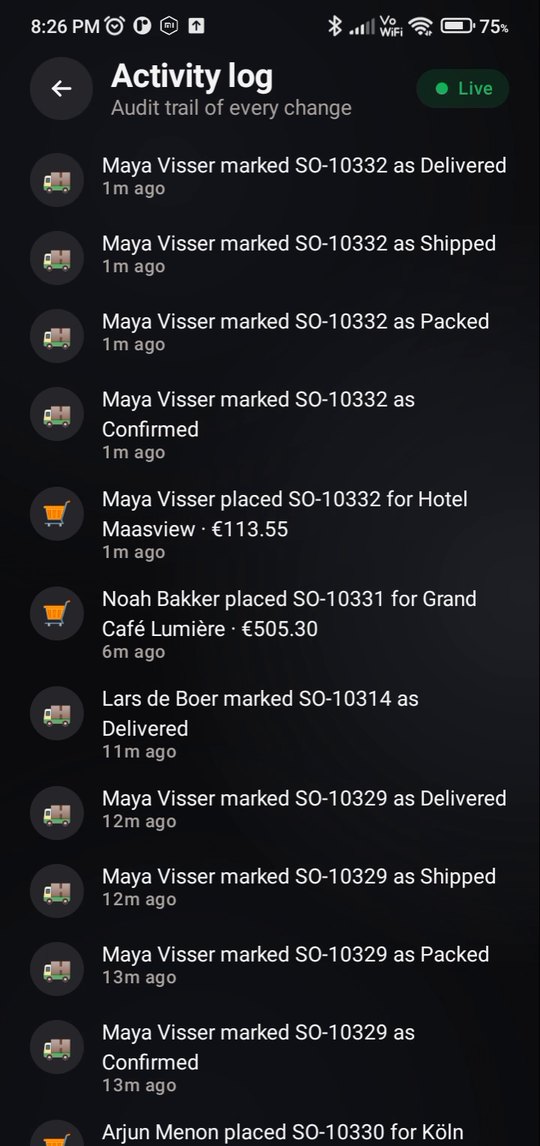 8:26 PM
Vo
WiFi
75%
Activity log
Audit trail of every change
Live
Maya Visser marked SO-10332 as Delivered
1m ago
Maya Visser marked SO-10332 as Shipped
1m ago
Maya Visser marked SO-10332 as Packed
1m ago
Maya Visser marked SO-10332 as
Confirmed
1m ago
Maya Visser placed SO-10332 for Hotel
Maasview · €113.55
1m ago
Noah Bakker placed SO-10331 for Grand
Café Lumière · €505.30
6m ago
Lars de Boer marked SO-10314 as
Delivered
11m ago
Maya Visser marked SO-10329 as Delivered
12m ago
Maya Visser marked SO-10329 as Shipped
12m ago
Maya Visser marked SO-10329 as Packed
13m ago
Maya Visser marked SO-10329 as
Confirmed
13m ago
Arjun Menon placed SO-10330 for Köln